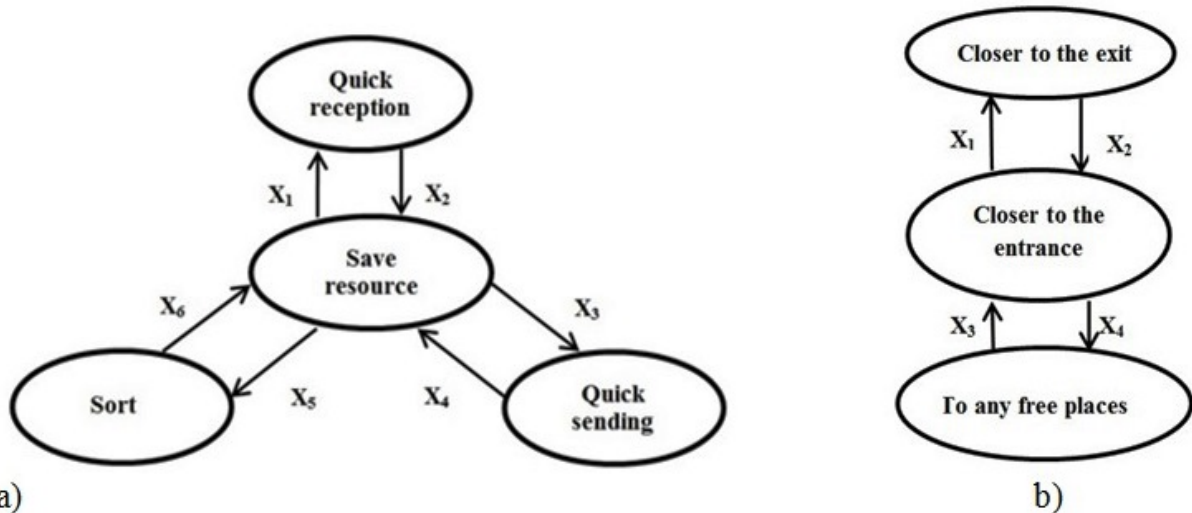 Quick
reception
X₁
X₂
Save
resource
X₆
X₃
Sort
X₅
X₄
Quick
sending
a)
Closer to the exit
X₁
X₂
Closer to the
entrance
X₃
X₄
To any free places
b)